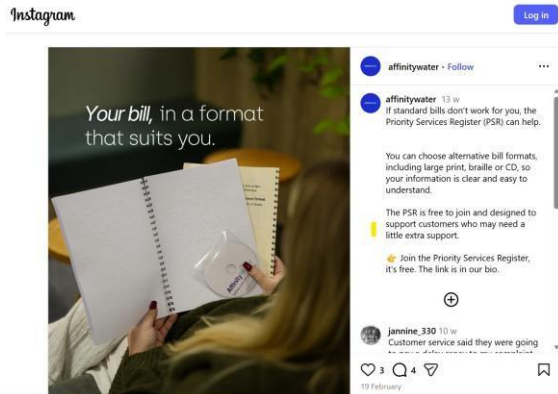 Instagram
Log in
Your bill, in a format
that suits you.
Affinity
affinitywater • Follow
affinitywater 13 w
If standard bills don't work for you, the
Priority Services Register (PSR) can help.
You can choose alternative bill formats,
including large print, braille or CD, so
your information is clear and easy to
understand.
The PSR is free to join and designed to
support customers who may need a
little extra support.
👉 Join the Priority Services Register,
it's free. The link is in our bio.
jannine_330 10 w
Customer service said they were going
3
4
19 February